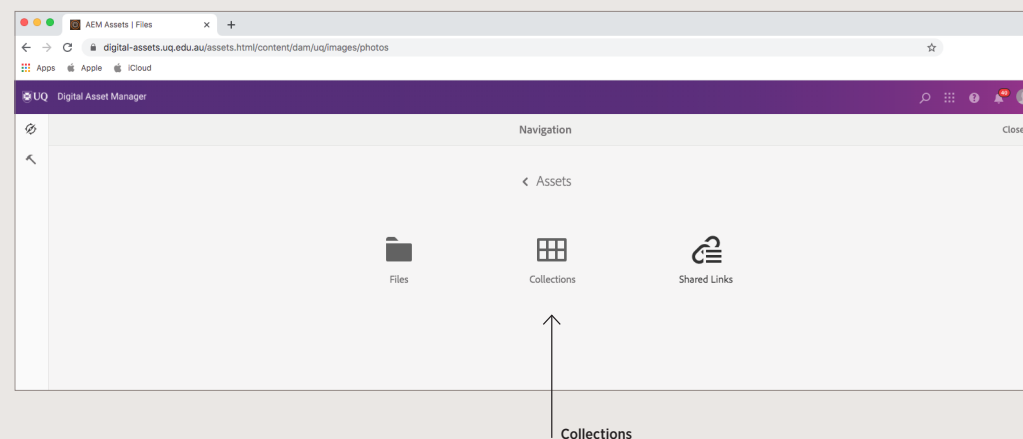 AEM Assets | Files
digital-assets.uq.edu.au/assets.html/content/dam/uq/images/photos
Apps Apple iCloud
UQ Digital Asset Manager
40
Navigation Close
Assets
Files Collections Shared Links
Collections